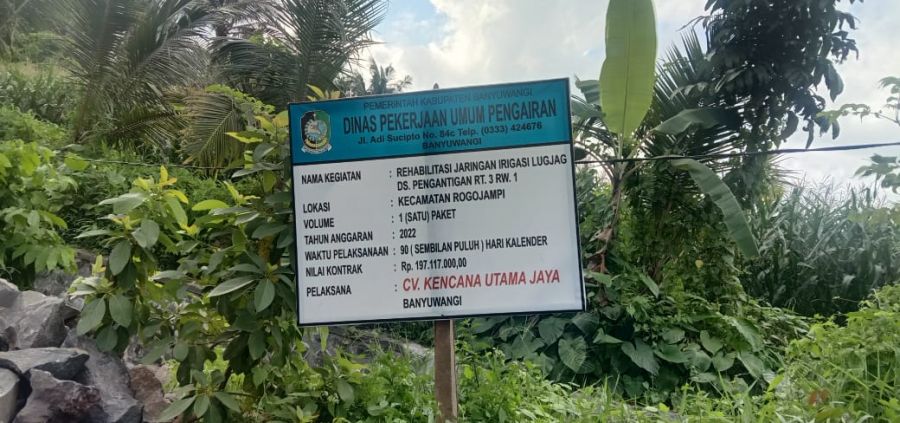 PEMERINTAH KABUPATEN BANYUWANGI
DINAS PEKERJAAN UMUM PENGAIRAN
Jl. Adi Sucipto No. 84c Telp. (0333) 424676
BANYUWANGI
NAMA KEGIATAN : REHABILITASI JARINGAN IRIGASI LUGJAG
DS. PENGANTIGAN RT. 3 RW. 1
LOKASI : KECAMATAN ROGOJAMPI
VOLUME : 1 (SATU) PAKET
TAHUN ANGGARAN : 2022
WAKTU PELAKSANAAN : 90 ( SEMBILAN PULUH ) HARI KALENDER
NILAI KONTRAK : Rp. 197.117.000,00
PELAKSANA : CV. KENCANA UTAMA JAYA
BANYUWANGI